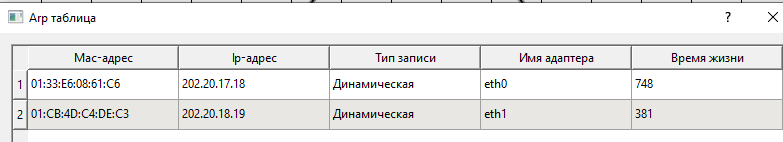 Arp таблица
Mac-адрес Ip-адрес Тип записи Имя адаптера Время жизни
1 01:33:E6:08:61:C6 202.20.17.18 Динамическая eth0 748
2 01:CB:4D:C4:DE:C3 202.20.18.19 Динамическая eth1 381